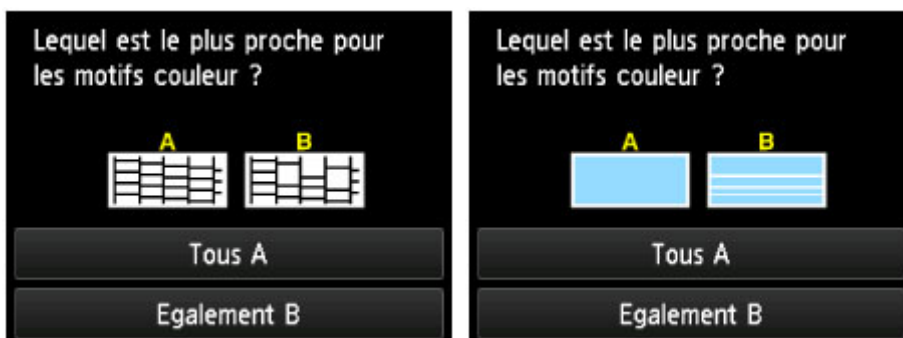 Lequel est le plus proche pour
les motifs couleur ?
A B
Tous A
Egalement B
Lequel est le plus proche pour
les motifs couleur ?
A B
Tous A
Egalement B